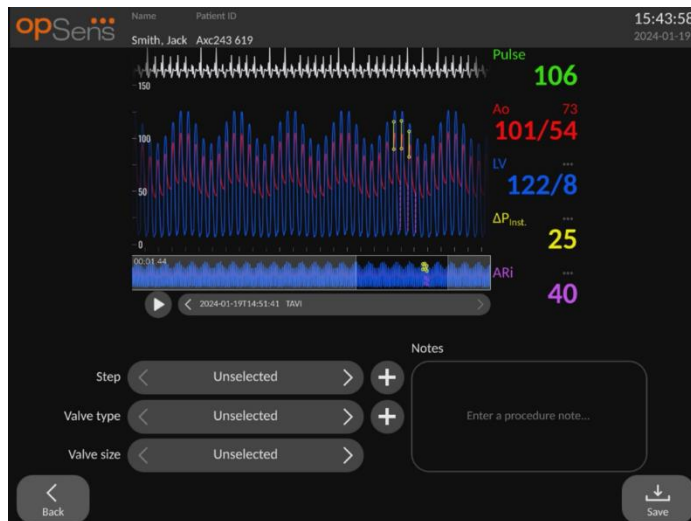 opSens
Name Patient ID
Smith, Jack Axc243 619
15:43:58
2024-01-19
Pulse
106
150
100
50
0
Ao 73
101/54
LV ---
122/8
ΔPInst. ---
25
ARi ---
40
00:01:44
2024-01-19T14:51:41 TAVI
Notes
Step Unselected
Valve type Unselected
Enter a procedure note...
Valve size Unselected
Back
Save